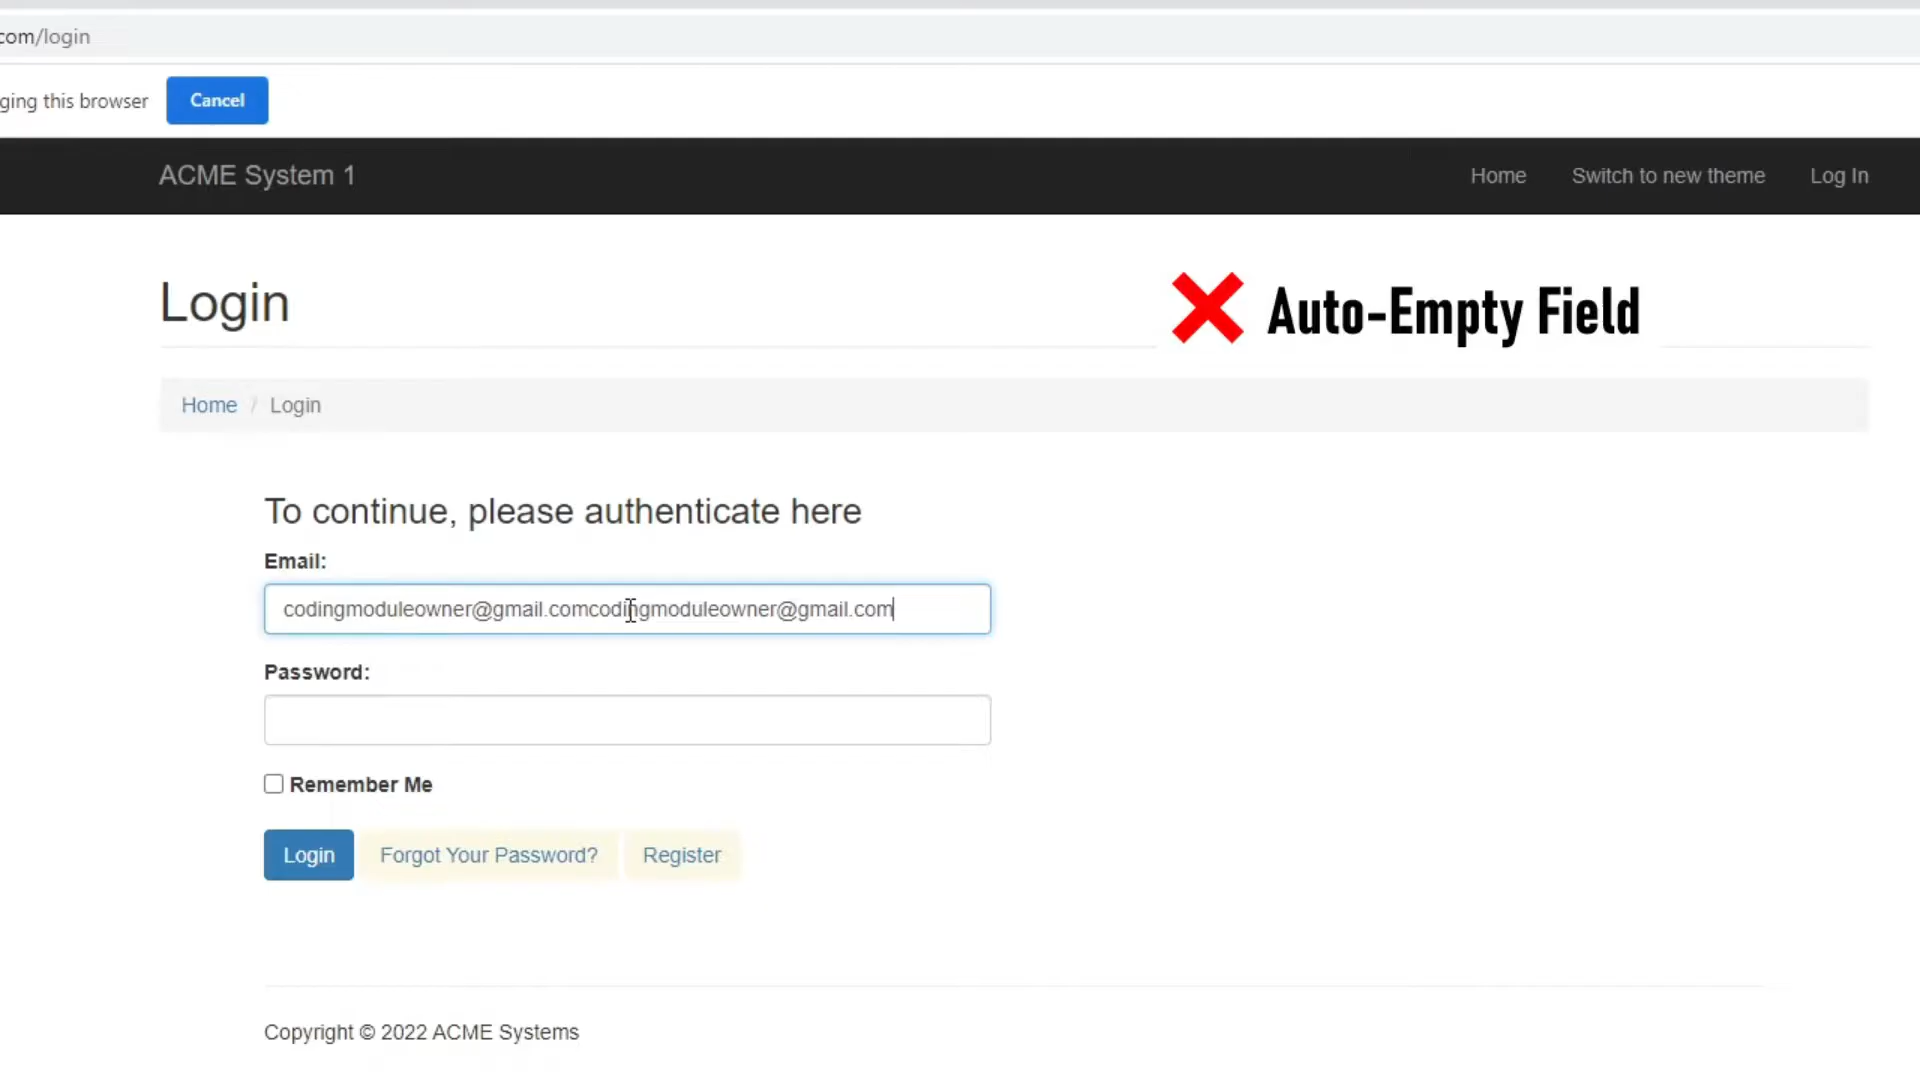 com/login
ging this browser Cancel
ACME System 1 Home Switch to new theme Log In
Login
Auto-Empty Field
Home / Login
To continue, please authenticate here
Email:
codingmoduleowner@gmail.comcodingmoduleowner@gmail.com
Password:
Remember Me
Login Forgot Your Password? Register
Copyright © 2022 ACME Systems